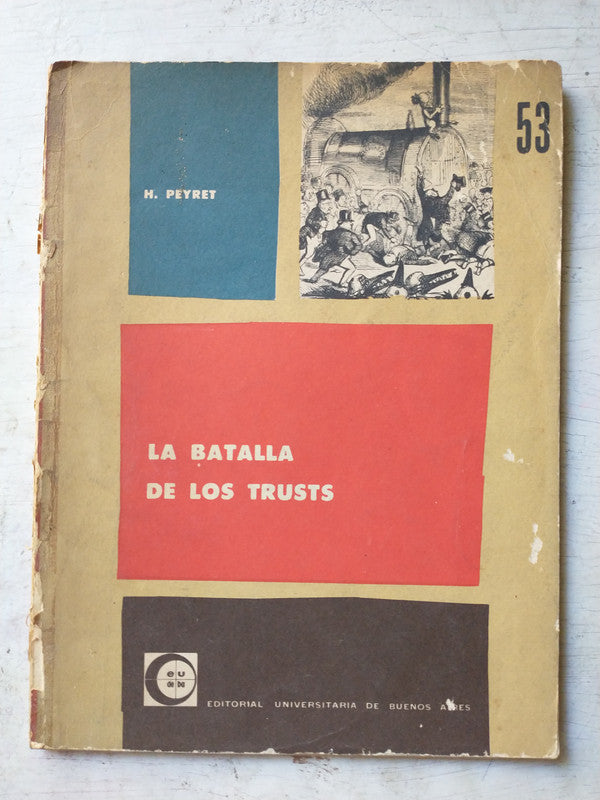 53
H. PEYRET
LA BATALLA
DE LOS TRUSTS
EDITORIAL UNIVERSITARIA DE BUENOS AIRES